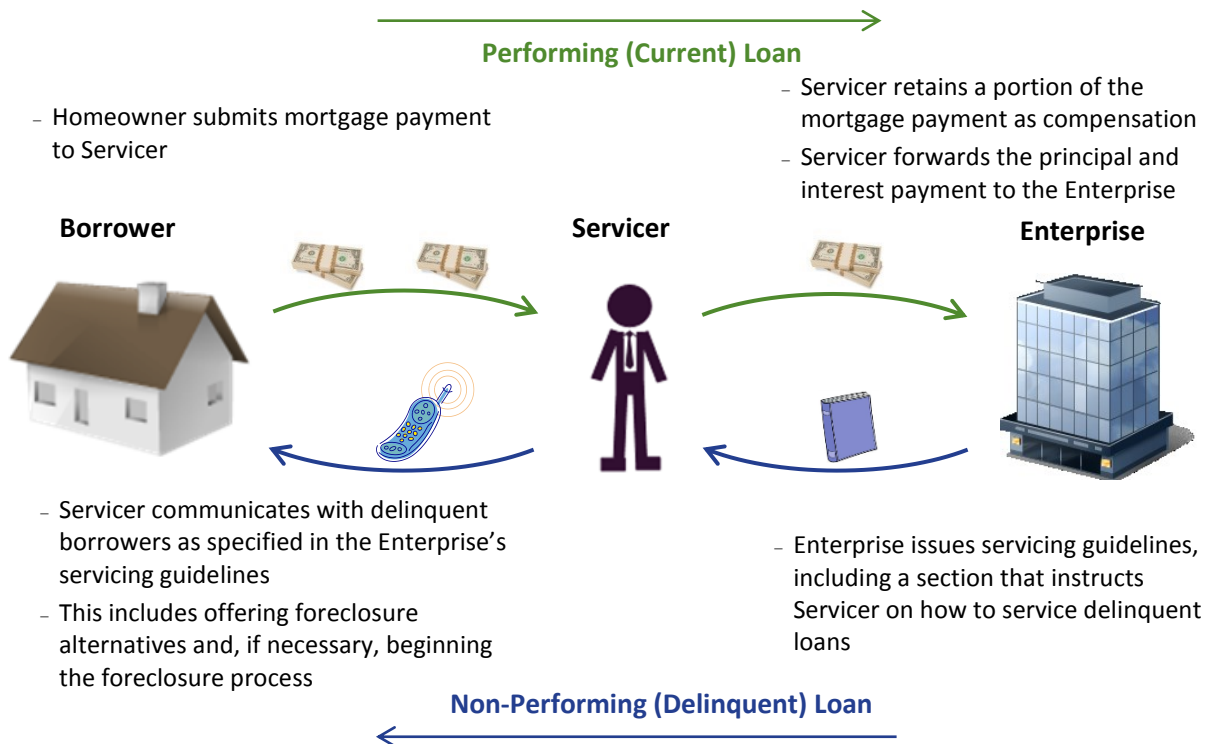 Performing (Current) Loan
– Homeowner submits mortgage payment
to Servicer
– Servicer retains a portion of the
mortgage payment as compensation
– Servicer forwards the principal and
interest payment to the Enterprise
Borrower
Servicer
Enterprise
– Servicer communicates with delinquent
borrowers as specified in the Enterprise’s
servicing guidelines
– This includes offering foreclosure
alternatives and, if necessary, beginning
the foreclosure process
– Enterprise issues servicing guidelines,
including a section that instructs
Servicer on how to service delinquent
loans
Non-Performing (Delinquent) Loan